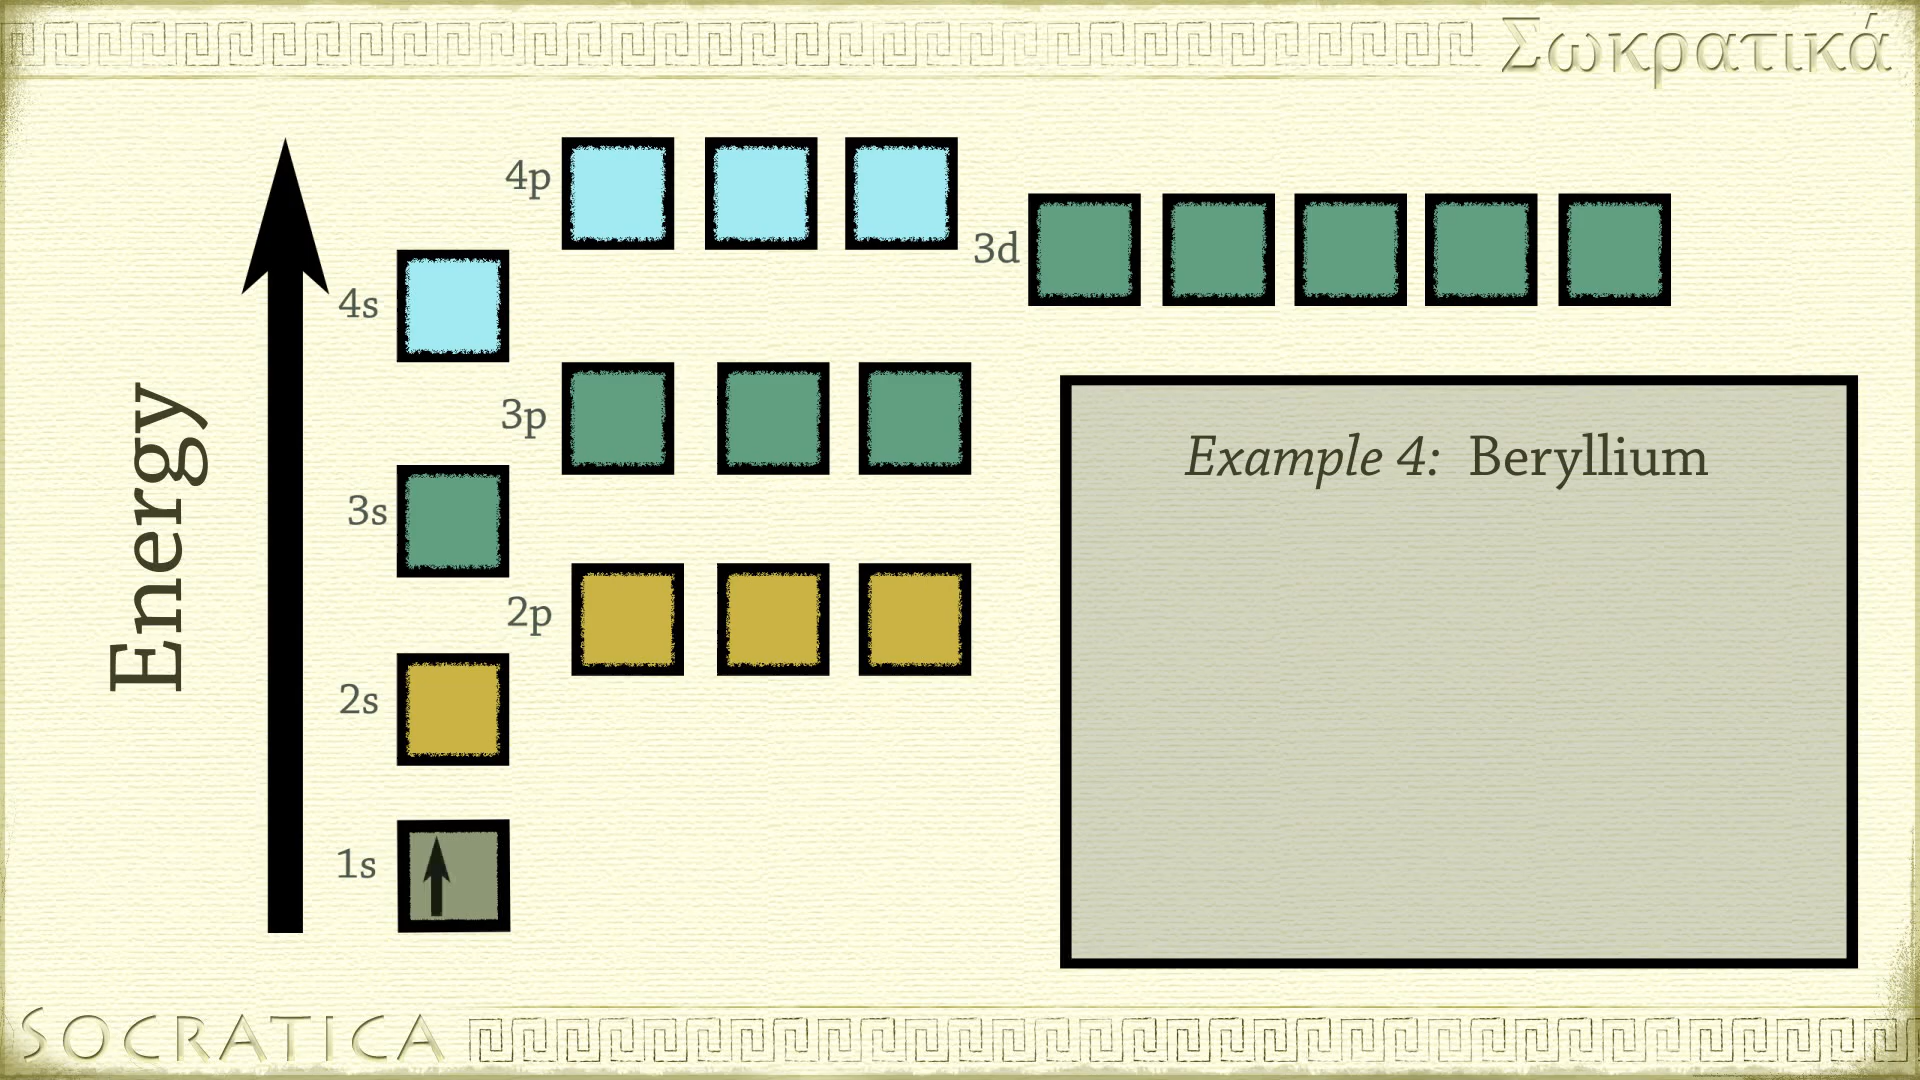 Σωκρατικά
4p
3d
4s
3p
Example 4: Beryllium
Energy
3s
2p
2s
1s
SOCRATICA